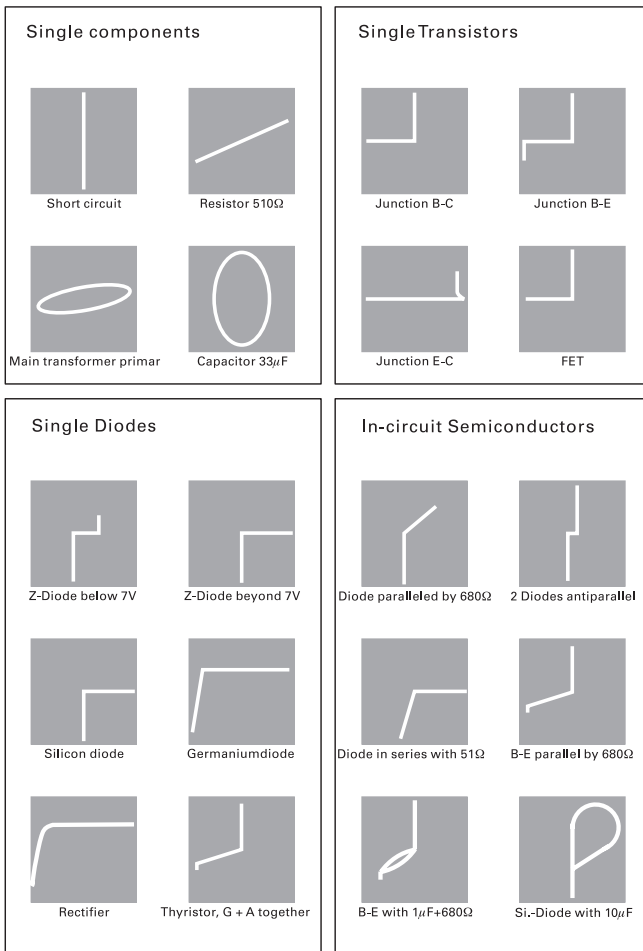 Single components
Short circuit
Resistor 510Ω
Main transformer primar
Capacitor 33µF
Single Transistors
Junction B-C
Junction B-E
Junction E-C
FET
Single Diodes
Z-Diode below 7V
Z-Diode beyond 7V
Silicon diode
Germaniumdiode
Rectifier
Thyristor, G + A together
In-circuit Semiconductors
Diode paralleled by 680Ω
2 Diodes antiparallel
Diode in series with 51Ω
B-E parallel by 680Ω
B-E with 1µF+680Ω
Si.-Diode with 10µF